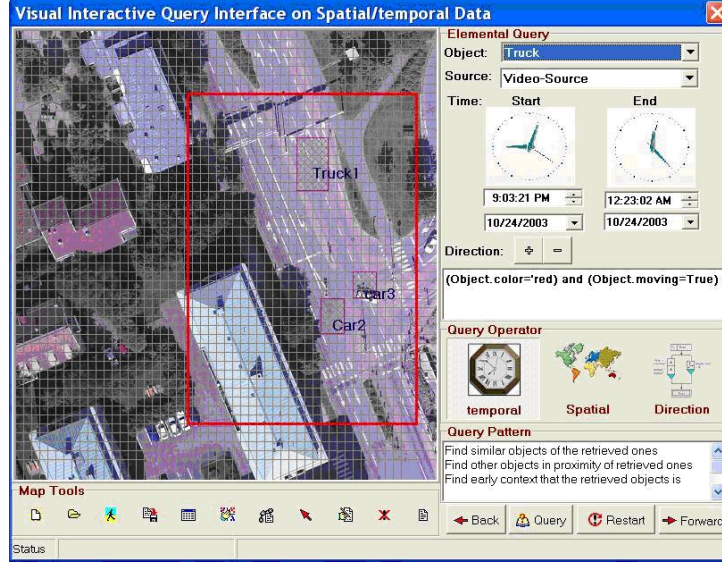 Visual Interactive Query Interface on Spatial/temporal Data
Truck1
car3
Car2
Map Tools
Status
Elemental Query
Object: Truck
Source: Video-Source
Time: Start End
9:03:21 PM 12:23:02 AM
10/24/2003 10/24/2003
Direction:
(Object.color='red) and (Object.moving=True)
Query Operator
temporal Spatial Direction
Query Pattern
Find similar objects of the retrieved ones
Find other objects in proximity of retrieved ones
Find early context that the retrieved objects is
Back Query Restart Forward